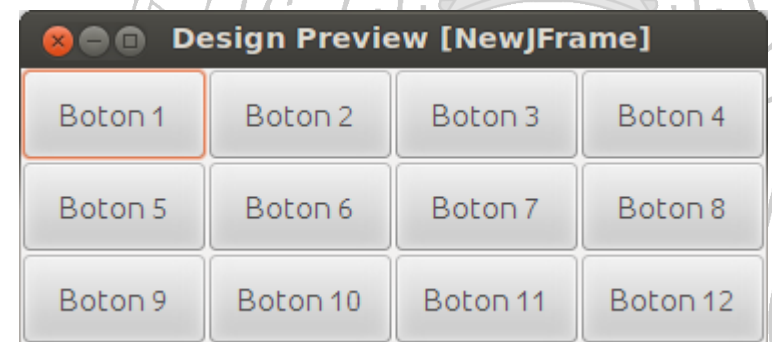 Design Preview [NewJFrame]
Boton 1 Boton 2 Boton 3 Boton 4
Boton 5 Boton 6 Boton 7 Boton 8
Boton 9 Boton 10 Boton 11 Boton 12